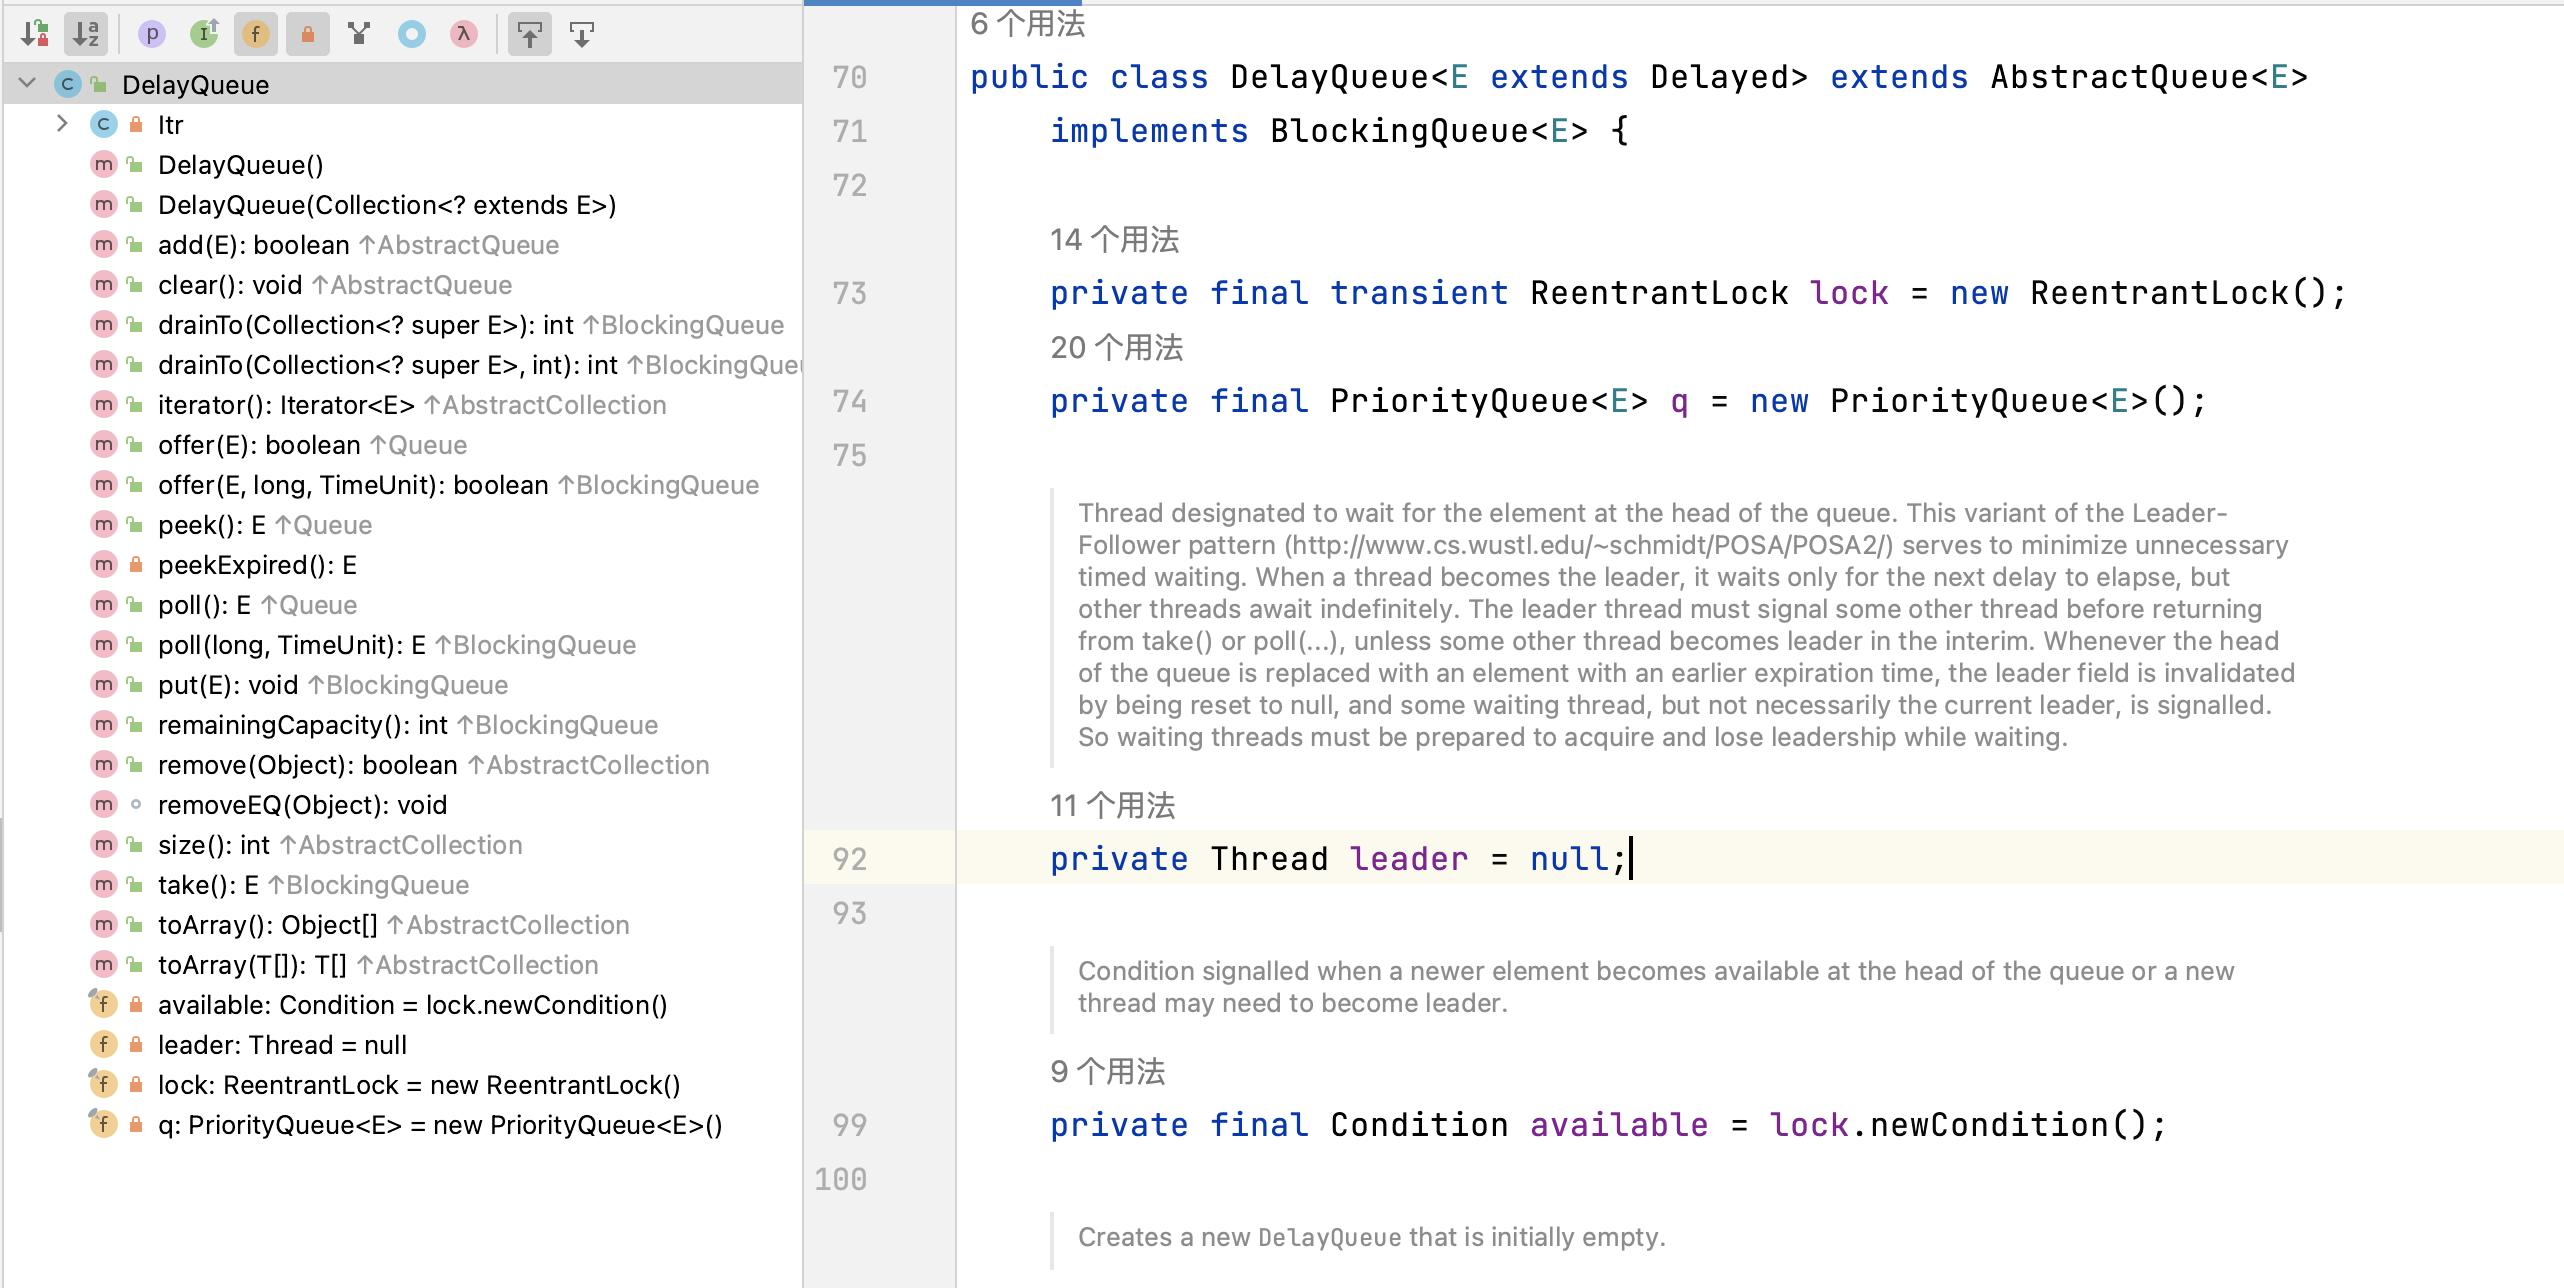 DelayQueue
Itr
DelayQueue()
DelayQueue(Collection<? extends E>)
add(E): boolean ↑AbstractQueue
clear(): void ↑AbstractQueue
drainTo(Collection<? super E>): int ↑BlockingQueue
drainTo(Collection<? super E>, int): int ↑BlockingQueu
iterator(): Iterator<E> ↑AbstractCollection
offer(E): boolean ↑Queue
offer(E, long, TimeUnit): boolean ↑BlockingQueue
peek(): E ↑Queue
peekExpired(): E
poll(): E ↑Queue
poll(long, TimeUnit): E ↑BlockingQueue
put(E): void ↑BlockingQueue
remainingCapacity(): int ↑BlockingQueue
remove(Object): boolean ↑AbstractCollection
removeEQ(Object): void
size(): int ↑AbstractCollection
take(): E ↑BlockingQueue
toArray(): Object[] ↑AbstractCollection
toArray(T[]): T[] ↑AbstractCollection
available: Condition = lock.newCondition()
leader: Thread = null
lock: ReentrantLock = new ReentrantLock()
q: PriorityQueue<E> = new PriorityQueue<E>()
6 个用法
70 public class DelayQueue<E extends Delayed> extends AbstractQueue<E>
71 implements BlockingQueue<E> {
72
14 个用法
73 private final transient ReentrantLock lock = new ReentrantLock();
20 个用法
74 private final PriorityQueue<E> q = new PriorityQueue<E>();
75
Thread designated to wait for the element at the head of the queue. This variant of the Leader-
Follower pattern (http://www.cs.wustl.edu/~schmidt/POSA/POSA2/) serves to minimize unnecessary
timed waiting. When a thread becomes the leader, it waits only for the next delay to elapse, but
other threads await indefinitely. The leader thread must signal some other thread before returning
from take() or poll(...), unless some other thread becomes leader in the interim. Whenever the head
of the queue is replaced with an element with an earlier expiration time, the leader field is invalidated
by being reset to null, and some waiting thread, but not necessarily the current leader, is signalled.
So waiting threads must be prepared to acquire and lose leadership while waiting.
11 个用法
92 private Thread leader = null;
93
Condition signalled when a newer element becomes available at the head of the queue or a new
thread may need to become leader.
9 个用法
99 private final Condition available = lock.newCondition();
100
Creates a new DelayQueue that is initially empty.